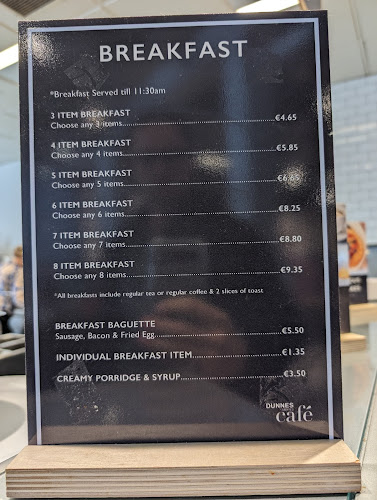 BREAKFAST
*Breakfast Served till 11:30am
3 ITEM BREAKFAST
Choose any 3 items................€4.65
4 ITEM BREAKFAST
Choose any 4 items................€5.85
5 ITEM BREAKFAST
Choose any 5 items................€6.65
6 ITEM BREAKFAST
Choose any 6 items................€8.25
7 ITEM BREAKFAST
Choose any 7 items................€8.80
8 ITEM BREAKFAST
Choose any 8 items................€9.35
*All breakfasts include regular tea or regular coffee & 2 slices of toast
BREAKFAST BAGUETTE
Sausage, Bacon & Fried Egg................€5.50
INDIVIDUAL BREAKFAST ITEM................€1.35
CREAMY PORRIDGE & SYRUP................€3.50
DUNNES
café